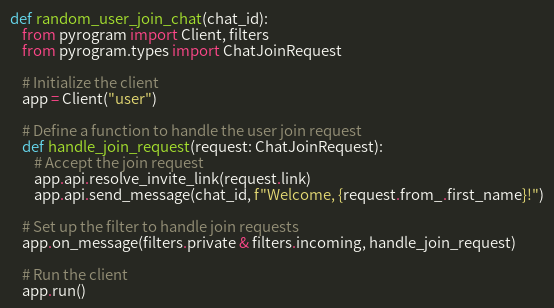 def random_user_join_chat(chat_id):
    from pyrogram import Client, filters
    from pyrogram.types import ChatJoinRequest

    # Initialize the client
    app = Client("user")

    # Define a function to handle the user join request
    def handle_join_request(request: ChatJoinRequest):
        # Accept the join request
        app.api.resolve_invite_link(request.link)
        app.api.send_message(chat_id, f"Welcome, {request.from_.first_name}!")

    # Set up the filter to handle join requests
    app.on_message(filters.private & filters.incoming, handle_join_request)

    # Run the client
    app.run()